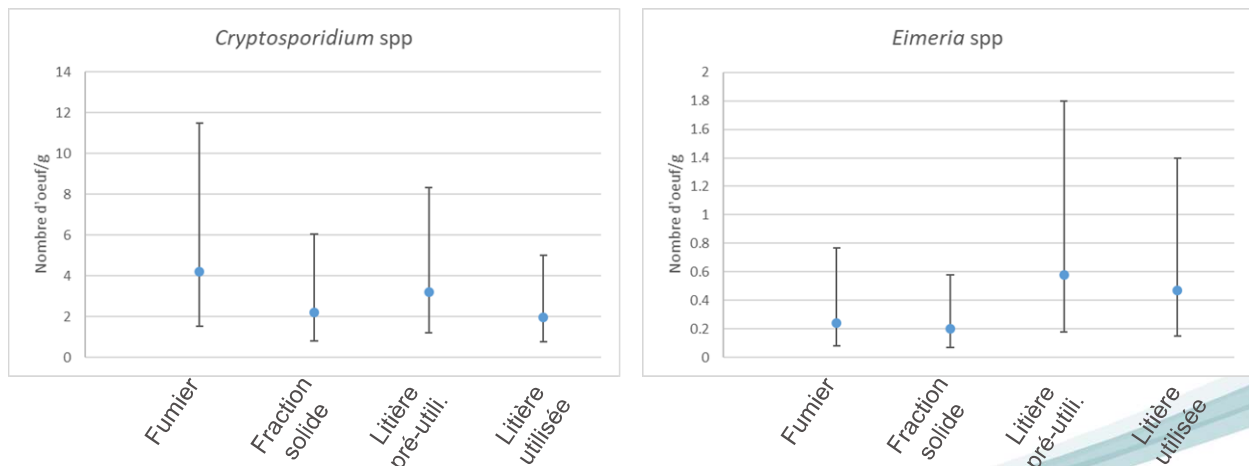 Cryptosporidium spp
Nombre d'oeuf/g
14
12
10
8
6
4
2
0
Fumier
Fraction
solide
Litière
pré-utili.
Litière
utilisée
Eimeria spp
Nombre d'oeuf/g
2
1.8
1.6
1.4
1.2
1
0.8
0.6
0.4
0.2
0
Fumier
Fraction
solide
Litière
pré-utili.
Litière
utilisée